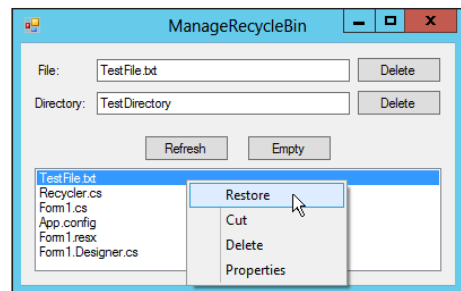 ManageRecycleBin
File: TestFile.txt Delete
Directory: TestDirectory Delete
Refresh Empty
TestFile.txt
Recycler.cs
Form1.cs
App.config
Form1.resx
Form1.Designer.cs
Restore
Cut
Delete
Properties